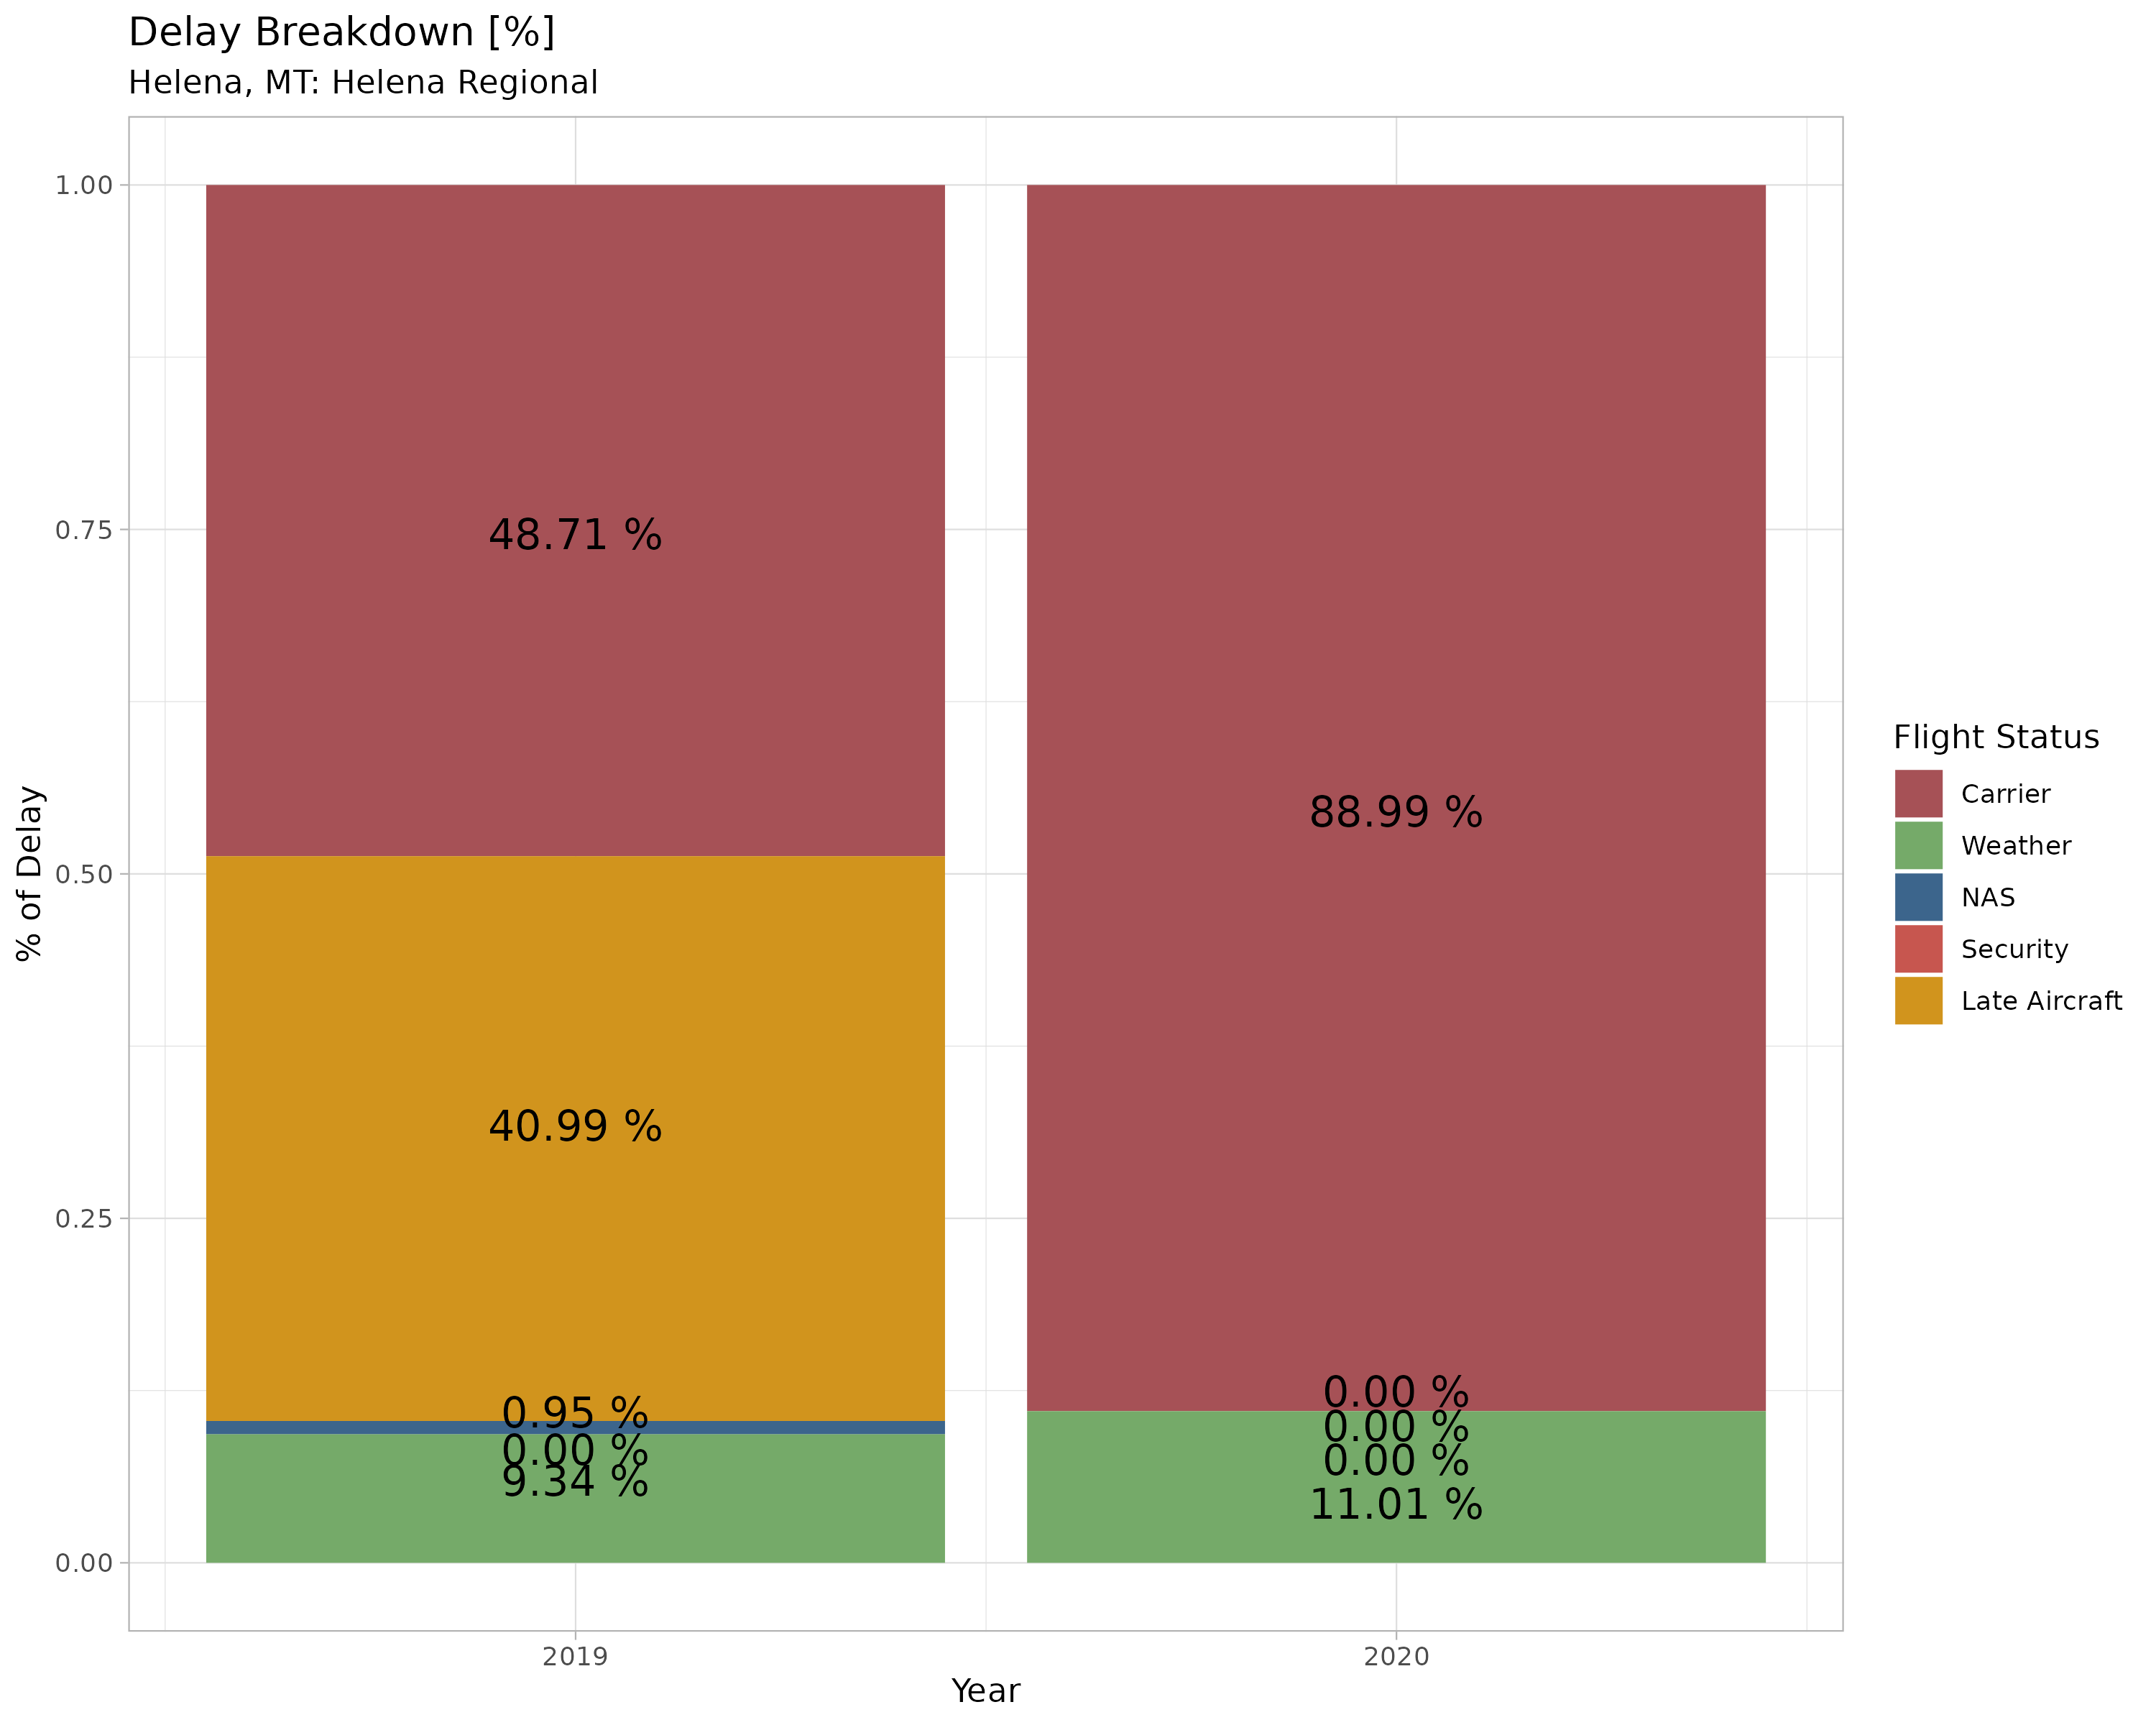 Delay Breakdown [%]
Helena, MT: Helena Regional
% of Delay
1.00
0.75
0.50
0.25
0.00
48.71 %
40.99 %
0.95 %
0.00 %
9.34 %
88.99 %
0.00 %
0.00 %
0.00 %
11.01 %
2019
2020
Year
Flight Status
Carrier
Weather
NAS
Security
Late Aircraft